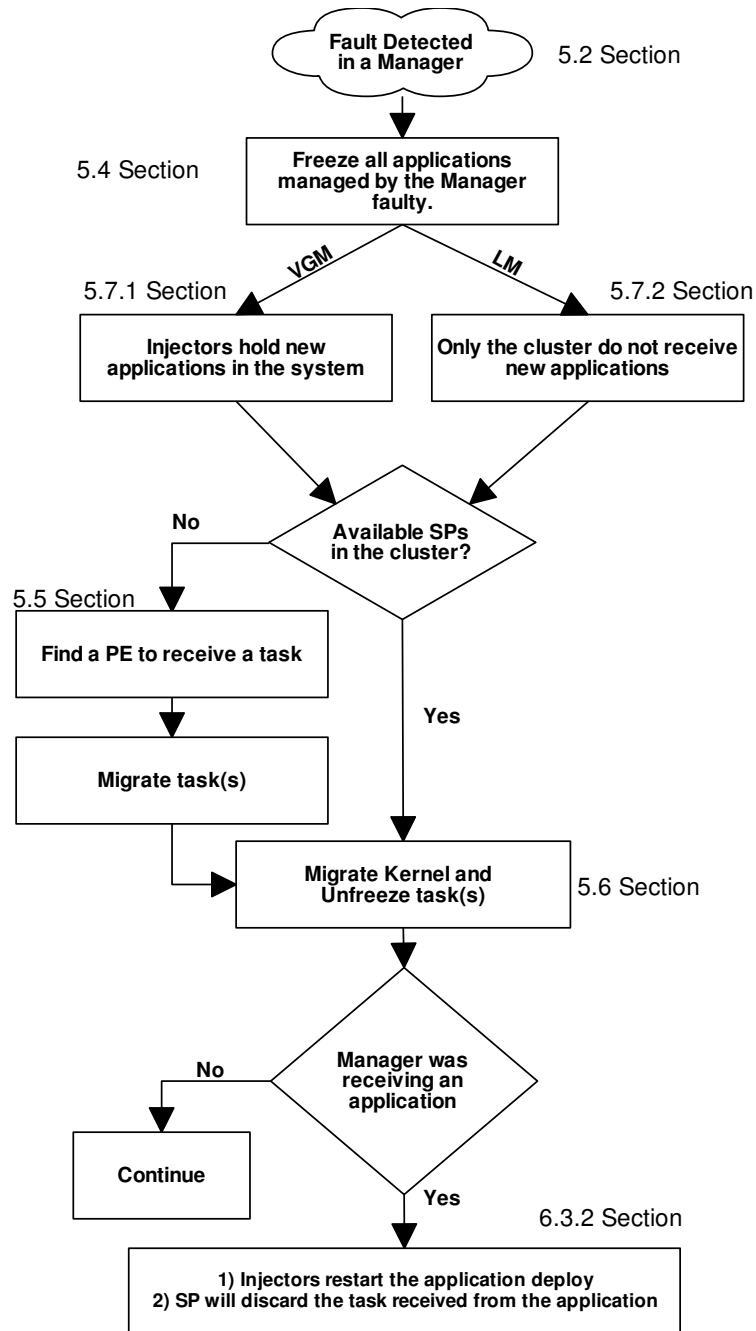 Fault Detected
in a Manager
5.2 Section
5.4 Section
Freeze all applications
managed by the Manager
faulty.
VGM
LM
5.7.1 Section
5.7.2 Section
Injectors hold new
applications in the system
Only the cluster do not receive
new applications
No
Available SPs
in the cluster?
5.5 Section
Find a PE to receive a task
Yes
Migrate task(s)
Migrate Kernel and
Unfreeze task(s)
5.6 Section
Manager was
receiving an
application
No
Continue
Yes
6.3.2 Section
1) Injectors restart the application deploy
2) SP will discard the task received from the application